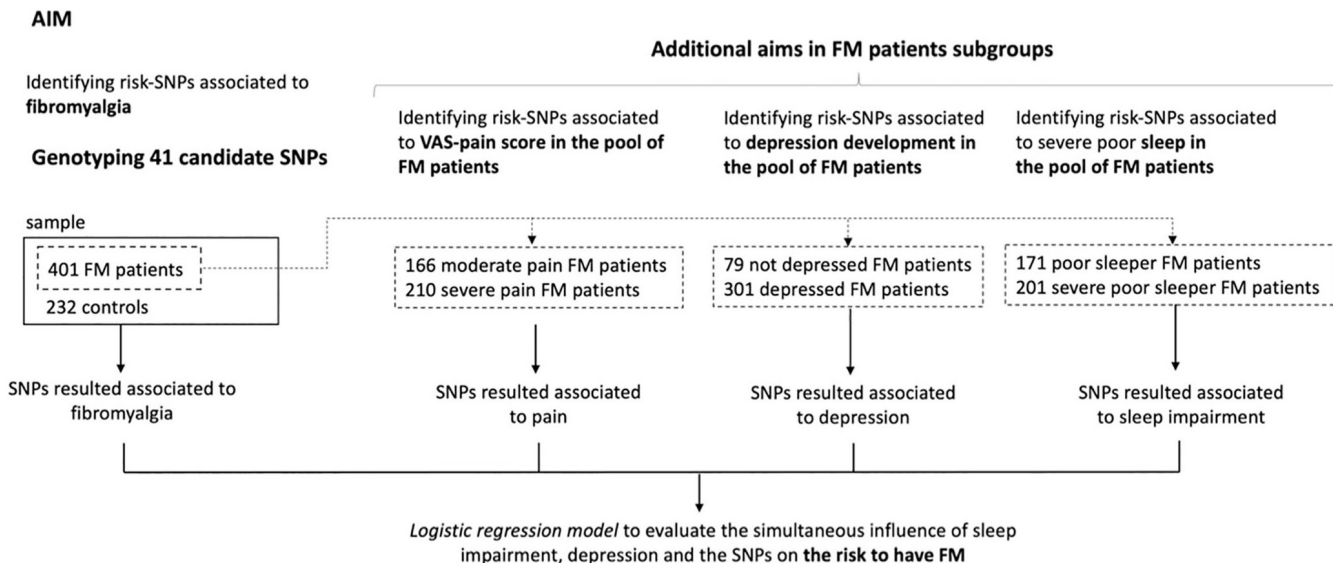 AIM
Identifying risk-SNPs associated to
fibromyalgia
Genotyping 41 candidate SNPs
sample
401 FM patients
232 controls
SNPs resulted associated to
fibromyalgia
Additional aims in FM patients subgroups
Identifying risk-SNPs associated
to VAS-pain score in the pool of
FM patients
166 moderate pain FM patients
210 severe pain FM patients
SNPs resulted associated
to pain
Identifying risk-SNPs associated
to depression development in
the pool of FM patients
79 not depressed FM patients
301 depressed FM patients
SNPs resulted associated
to depression
Identifying risk-SNPs associated
to severe poor sleep in
the pool of FM patients
171 poor sleeper FM patients
201 severe poor sleeper FM patients
SNPs resulted associated
to sleep impairment
Logistic regression model to evaluate the simultaneous influence of sleep
impairment, depression and the SNPs on the risk to have FM